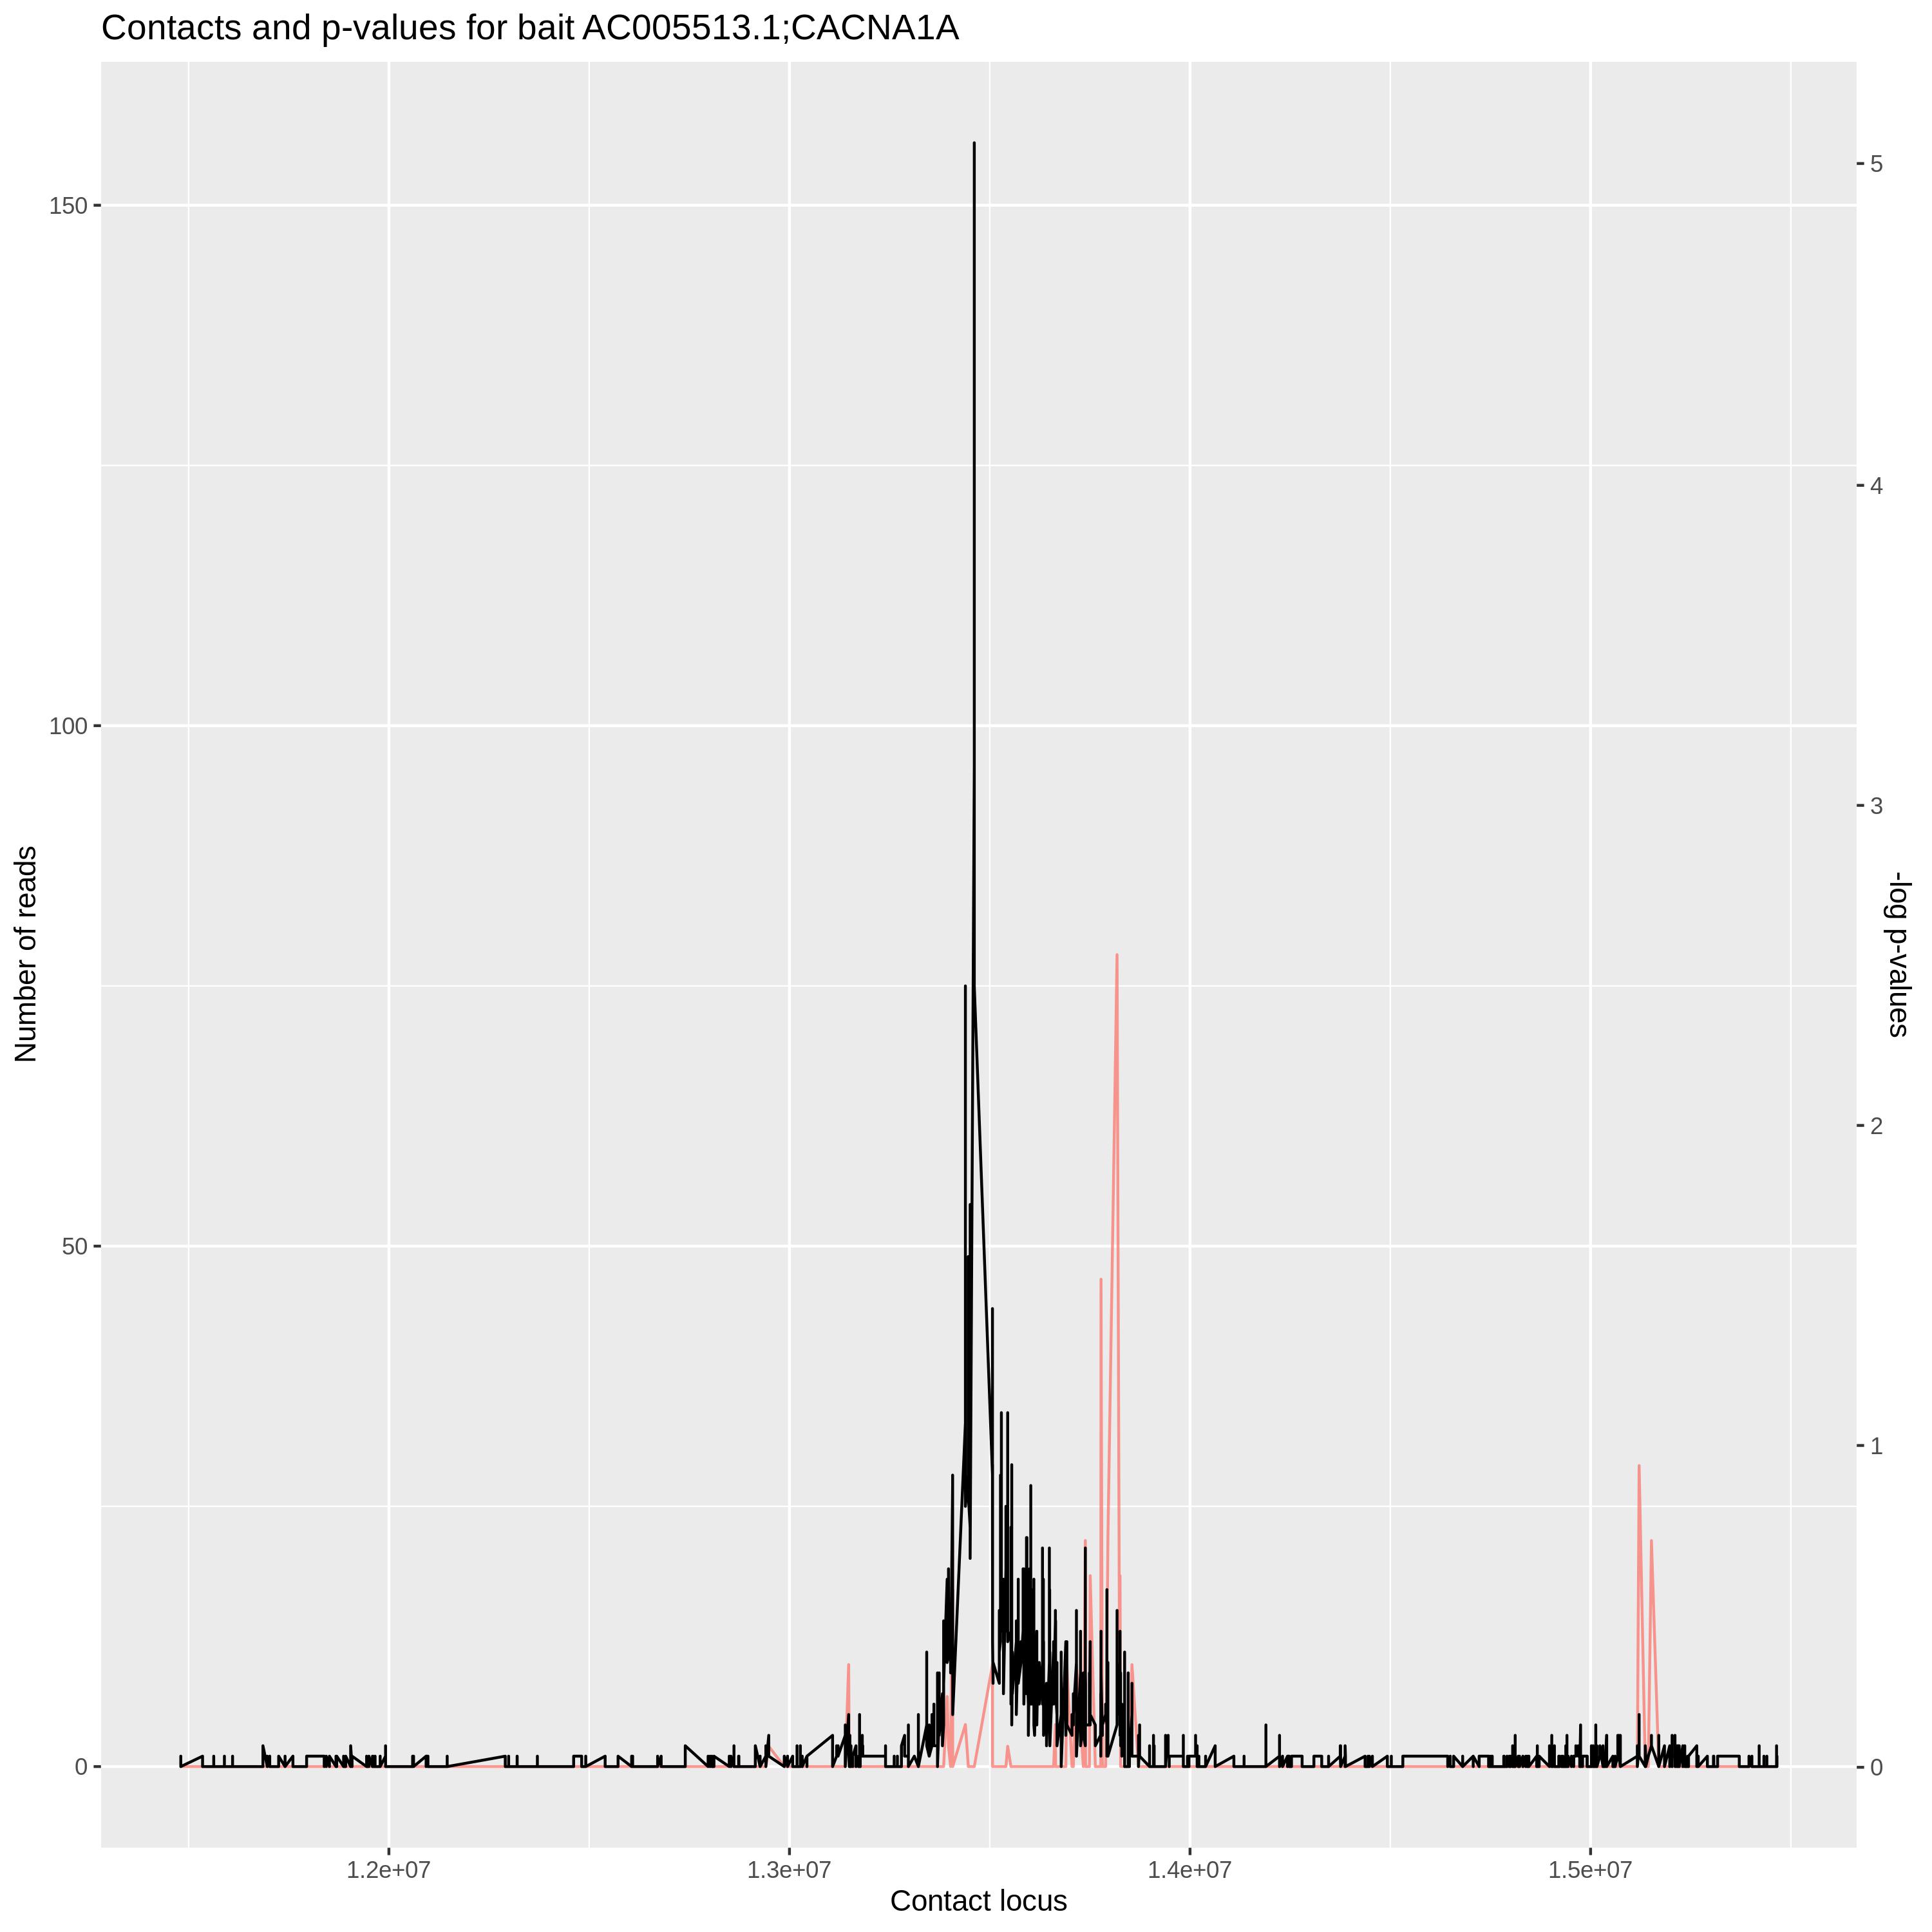 Contacts and p-values for bait AC005513.1;CACNA1A
150
100
50
0
Number of reads
5
4
3
2
1
0
-log p-values
1.2e+07
1.3e+07
1.4e+07
1.5e+07
Contact locus